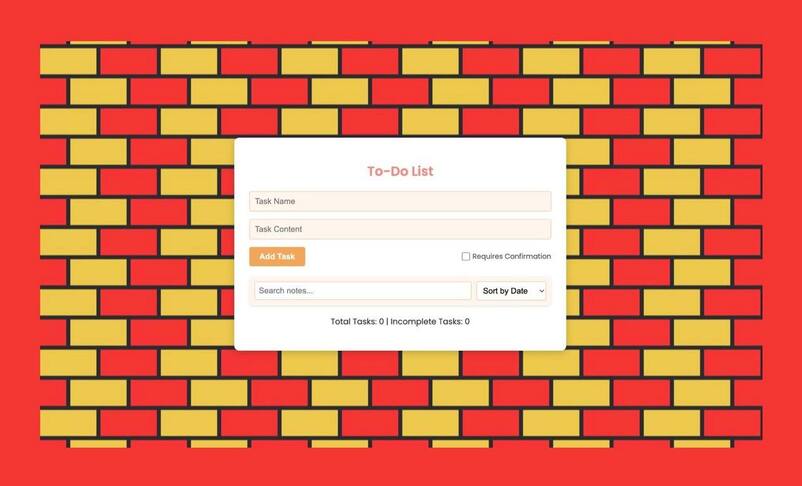 To-Do List
Task Name
Task Content
Add Task
Requires Confirmation
Search notes...
Sort by Date
Total Tasks: 0 | Incomplete Tasks: 0